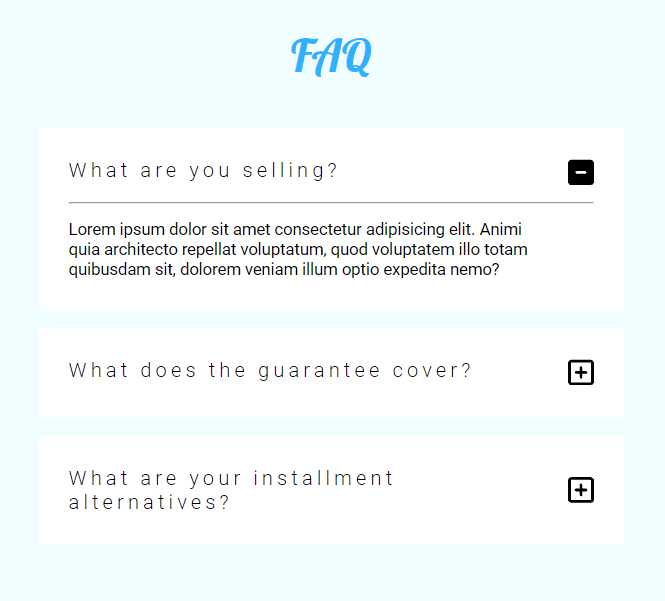 FAQ
What are you selling?
Lorem ipsum dolor sit amet consectetur adipisicing elit. Animi
quia architecto repellat voluptatum, quod voluptatem illo totam
quibusdam sit, dolorem veniam illum optio expedita nemo?
What does the guarantee cover?
What are your installment
alternatives?